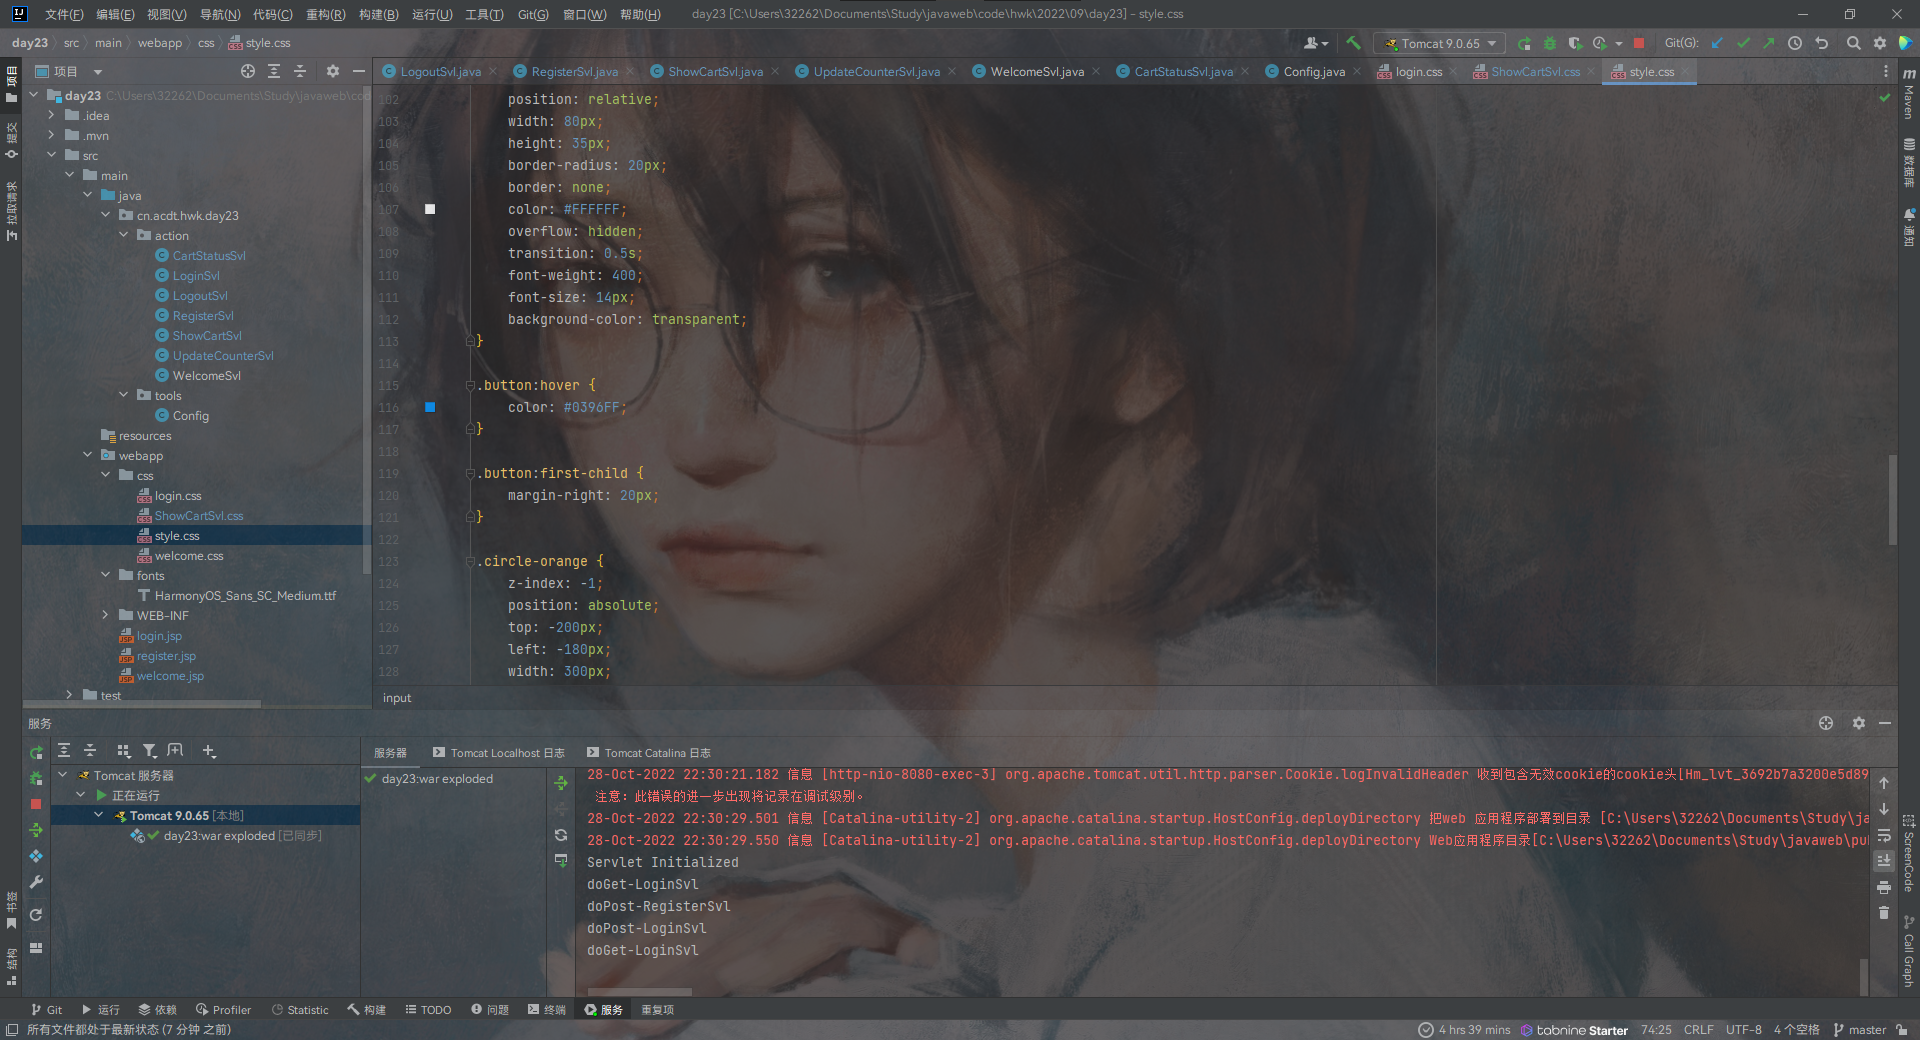 文件(F) 编辑(E) 视图(V) 导航(N) 代码(C) 重构(R) 构建(B) 运行(U) 工具(T) Git(G) 窗口(W) 帮助(H) day23 [C:\Users\32262\Documents\Study\javaweb\code\hwk\2022\09\day23] - style.css
day23 src main webapp css style.css Tomcat 9.0.65 Git(G):
项目
提交
拉取请求
书签
结构
项目
day23 C:\Users\32262\Documents\Study\javaweb\cod
.idea
.mvn
src
main
java
cn.acdt.hwk.day23
action
CartStatusSvl
LoginSvl
LogoutSvl
RegisterSvl
ShowCartSvl
UpdateCounterSvl
WelcomeSvl
tools
Config
resources
webapp
css
login.css
ShowCartSvl.css
style.css
welcome.css
fonts
HarmonyOS_Sans_SC_Medium.ttf
WEB-INF
login.jsp
register.jsp
welcome.jsp
test
LogoutSvl.java RegisterSvl.java ShowCartSvl.java UpdateCounterSvl.java WelcomeSvl.java CartStatusSvl.java Config.java login.css ShowCartSvl.css style.css
102 position: relative;
103 width: 80px;
104 height: 35px;
105 border-radius: 20px;
106 border: none;
107 color: #FFFFFF;
108 overflow: hidden;
109 transition: 0.5s;
110 font-weight: 400;
111 font-size: 14px;
112 background-color: transparent;
113 }
114
115 .button:hover {
116 color: #0396FF;
117 }
118
119 .button:first-child {
120 margin-right: 20px;
121 }
122
123 .circle-orange {
124 z-index: -1;
125 position: absolute;
126 top: -200px;
127 left: -180px;
128 width: 300px;
input
Maven
数据库
通知
ScreenCode
Call Graph
服务
Tomcat 服务器
正在运行
Tomcat 9.0.65 [本地]
day23:war exploded [已同步]
服务器 Tomcat Localhost 日志 Tomcat Catalina 日志
day23:war exploded
28-Oct-2022 22:30:21.182 信息 [http-nio-8080-exec-3] org.apache.tomcat.util.http.parser.Cookie.logInvalidHeader 收到包含无效cookie的cookie头[Hm_lvt_3692b7a3200e5d89
注意: 此错误的进一步出现将记录在调试级别。
28-Oct-2022 22:30:29.501 信息 [Catalina-utility-2] org.apache.catalina.startup.HostConfig.deployDirectory 把web 应用程序部署到目录 [C:\Users\32262\Documents\Study\ja
28-Oct-2022 22:30:29.550 信息 [Catalina-utility-2] org.apache.catalina.startup.HostConfig.deployDirectory Web应用程序目录[C:\Users\32262\Documents\Study\javaweb\pu
Servlet Initialized
doGet-LoginSvl
doPost-RegisterSvl
doPost-LoginSvl
doGet-LoginSvl
Git 运行 依赖 Profiler Statistic 构建 TODO 问题 终端 服务 重复项
所有文件都处于最新状态 (7 分钟 之前) 4 hrs 39 mins tabnine Starter 74:25 CRLF UTF-8 4 个空格 master